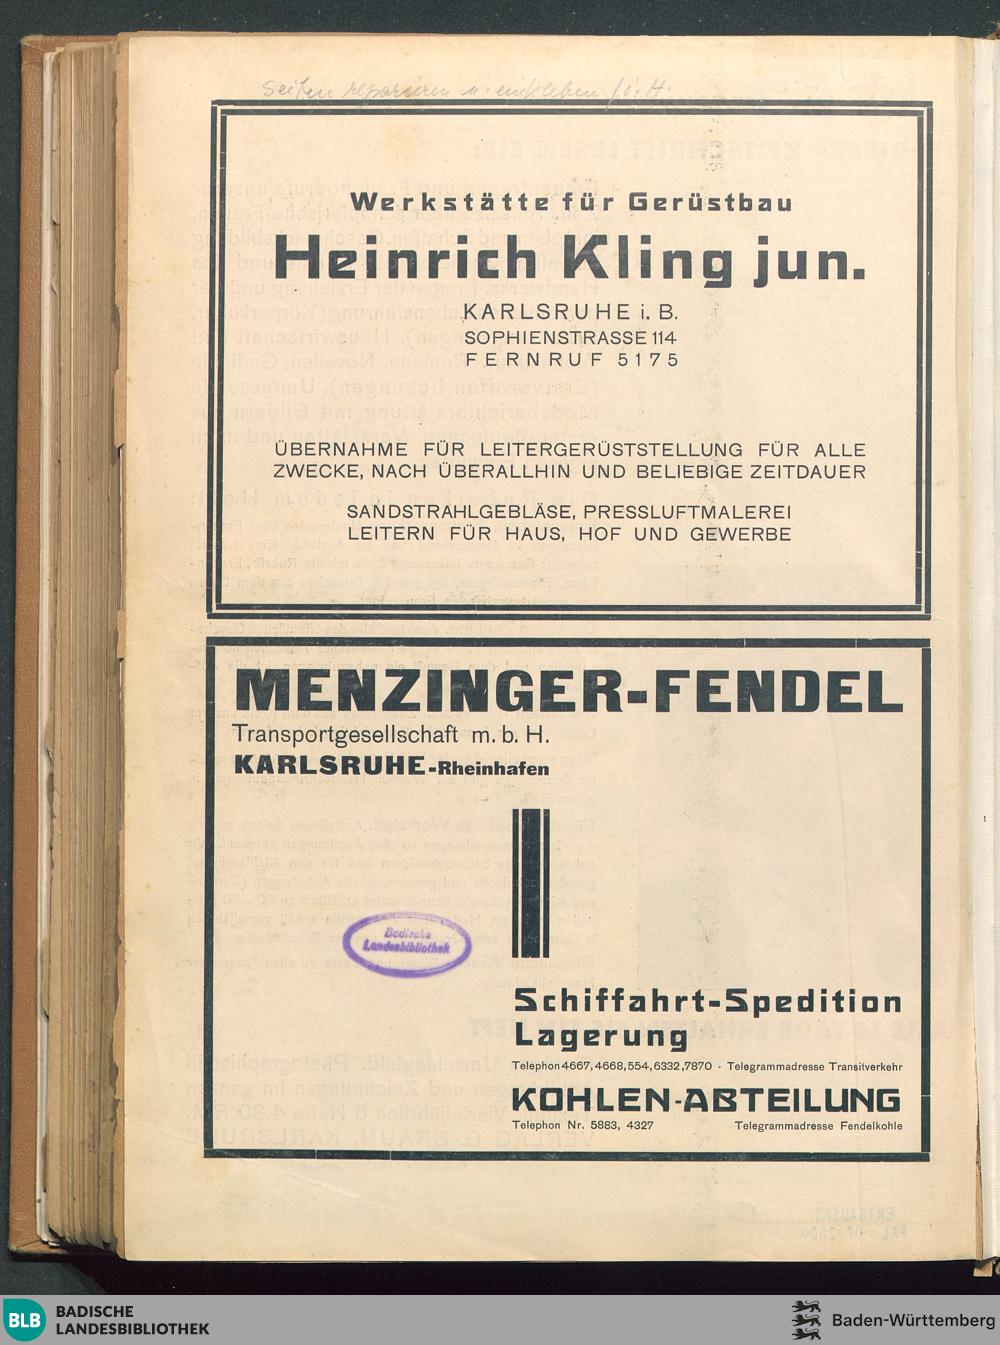 Seiten reparieren u. einkleben
Werkstätte für Gerüstbau
Heinrich Kling jun.
KARLSRUHE i. B.
SOPHIENSTRASSE 114
FERNRUF 5175
ÜBERNAHME FÜR LEITERGERÜSTSTELLUNG FÜR ALLE
ZWECKE, NACH ÜBERALLHIN UND BELIEBIGE ZEITDAUER
SANDSTRAHLGEBLÄSE, PRESSLUFTMALEREI
LEITERN FÜR HAUS, HOF UND GEWERBE
MENZINGER-FENDEL
Transportgesellschaft m. b. H.
KARLSRUHE-Rheinhafen
Badische
Landesbibliothek
Schiffahrt-Spedition
Lagerung
Telephon 4667, 4668, 554, 6332, 7870 · Telegrammadresse Transitverkehr
KOHLEN-ABTEILUNG
Telephon Nr. 5883, 4327 Telegrammadresse Fendelkohle
BLB BADISCHE
LANDESBIBLIOTHEK
Baden-Württemberg